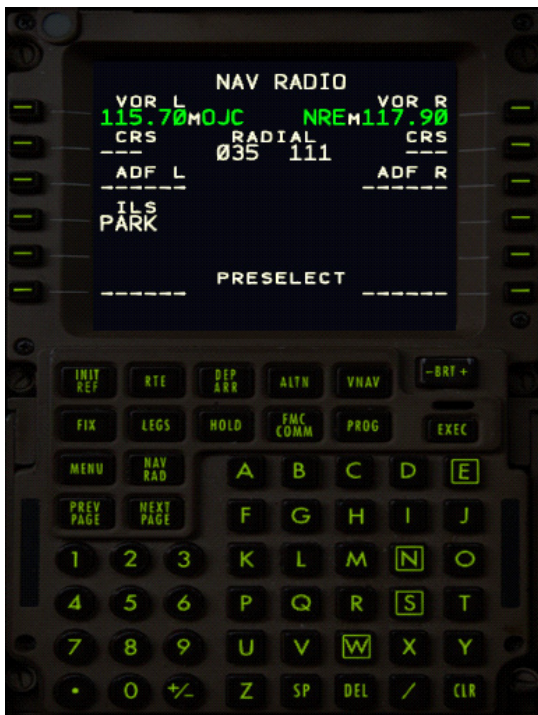 NAV RADIO
VOR L VOR R
115.70MOJC NREM117.90
CRS RADIAL CRS
--- 035 111 ---
ADF L ADF R
------ ------
ILS
PARK
PRESELECT
------ ------
-BRT +
INIT REF RTE DEP ARR ALTN VNAV
FIX LEGS HOLD FMC COMM PROG EXEC
MENU NAV RAD A B C D E
PREV PAGE NEXT PAGE F G H I J
1 2 3 K L M N O
4 5 6 P Q R S T
7 8 9 U V W X Y
. 0 +/- Z SP DEL / CLR